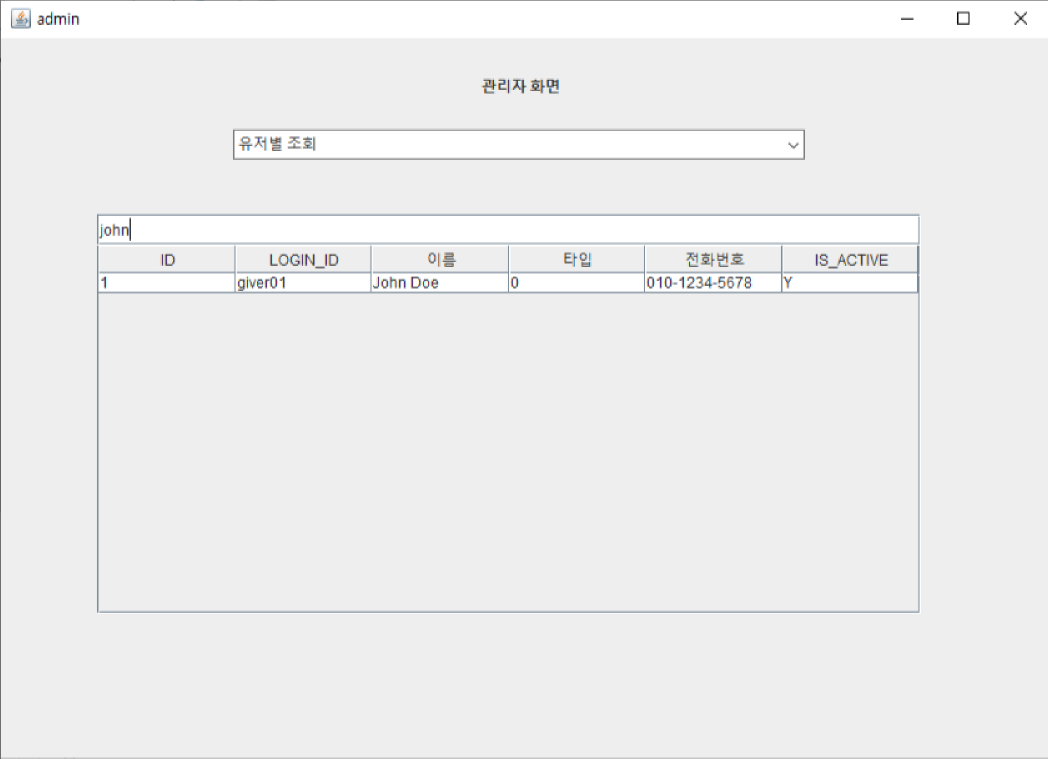 admin
관리자 화면
유저별 조회
john
ID LOGIN_ID 이름 타입 전화번호 IS_ACTIVE
1 giver01 John Doe 0 010-1234-5678 Y